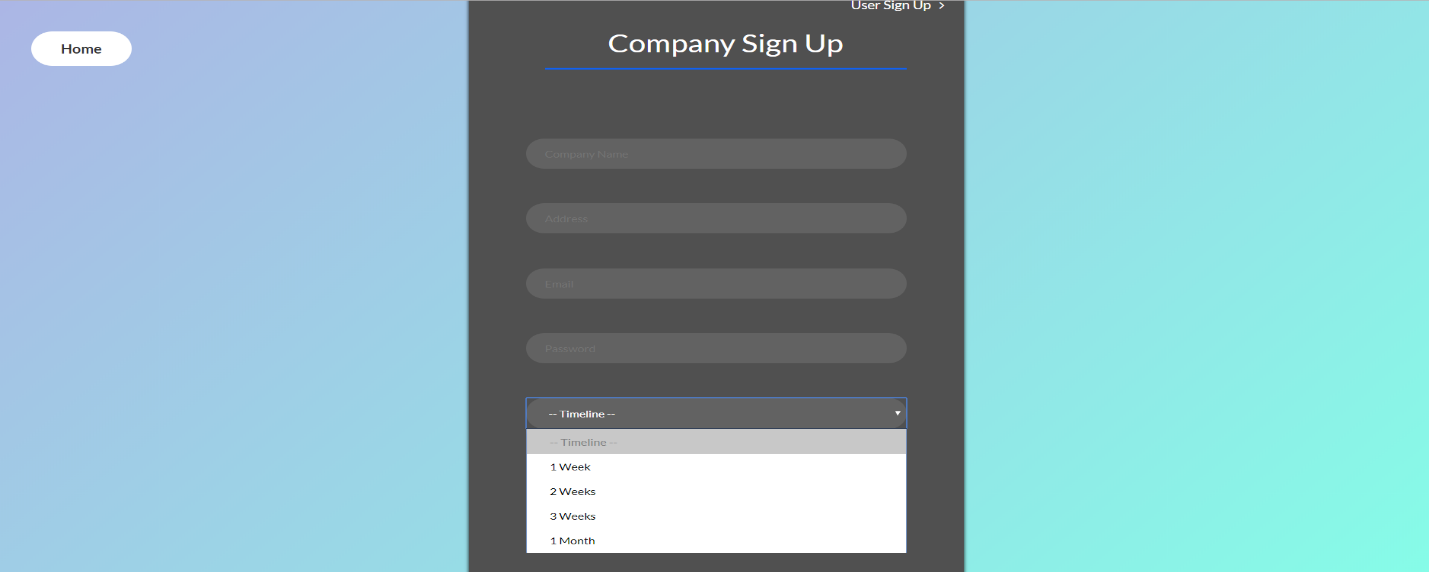 User Sign Up >
Home
Company Sign Up
Company Name
Address
Email
Password
-- Timeline --
-- Timeline --
1 Week
2 Weeks
3 Weeks
1 Month